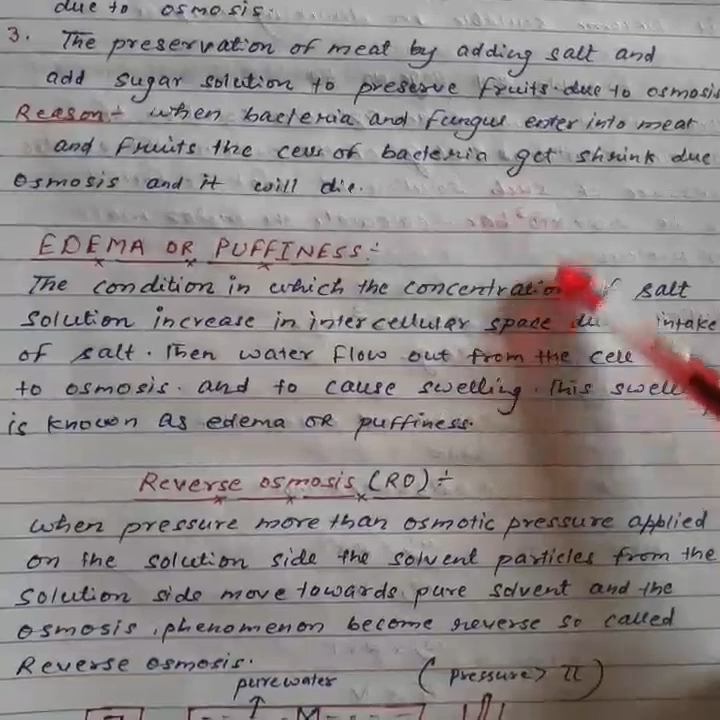 due to osmosis.
3. The preservation of meat by adding salt and
add sugar solution to preserve fruits due to osmosis
Reason:- when bacteria and fungus enter into meat
and fruits the cells of bacteria get shrink due
osmosis and it will die.
EDEMA OR PUFFINESS:-
The condition in which the concentration of salt
solution increase in intercellular space intake
of salt. Then water flow out from the cell
to osmosis. and to cause swelling. This swell
is known as edema OR puffiness.
Reverse osmosis (RO):-
when pressure more than osmotic pressure applied
on the solution side the solvent particles from the
solution side move towards pure solvent and the
osmosis phenomenon become reverse so called
Reverse osmosis.
pure water (Pressure > π)